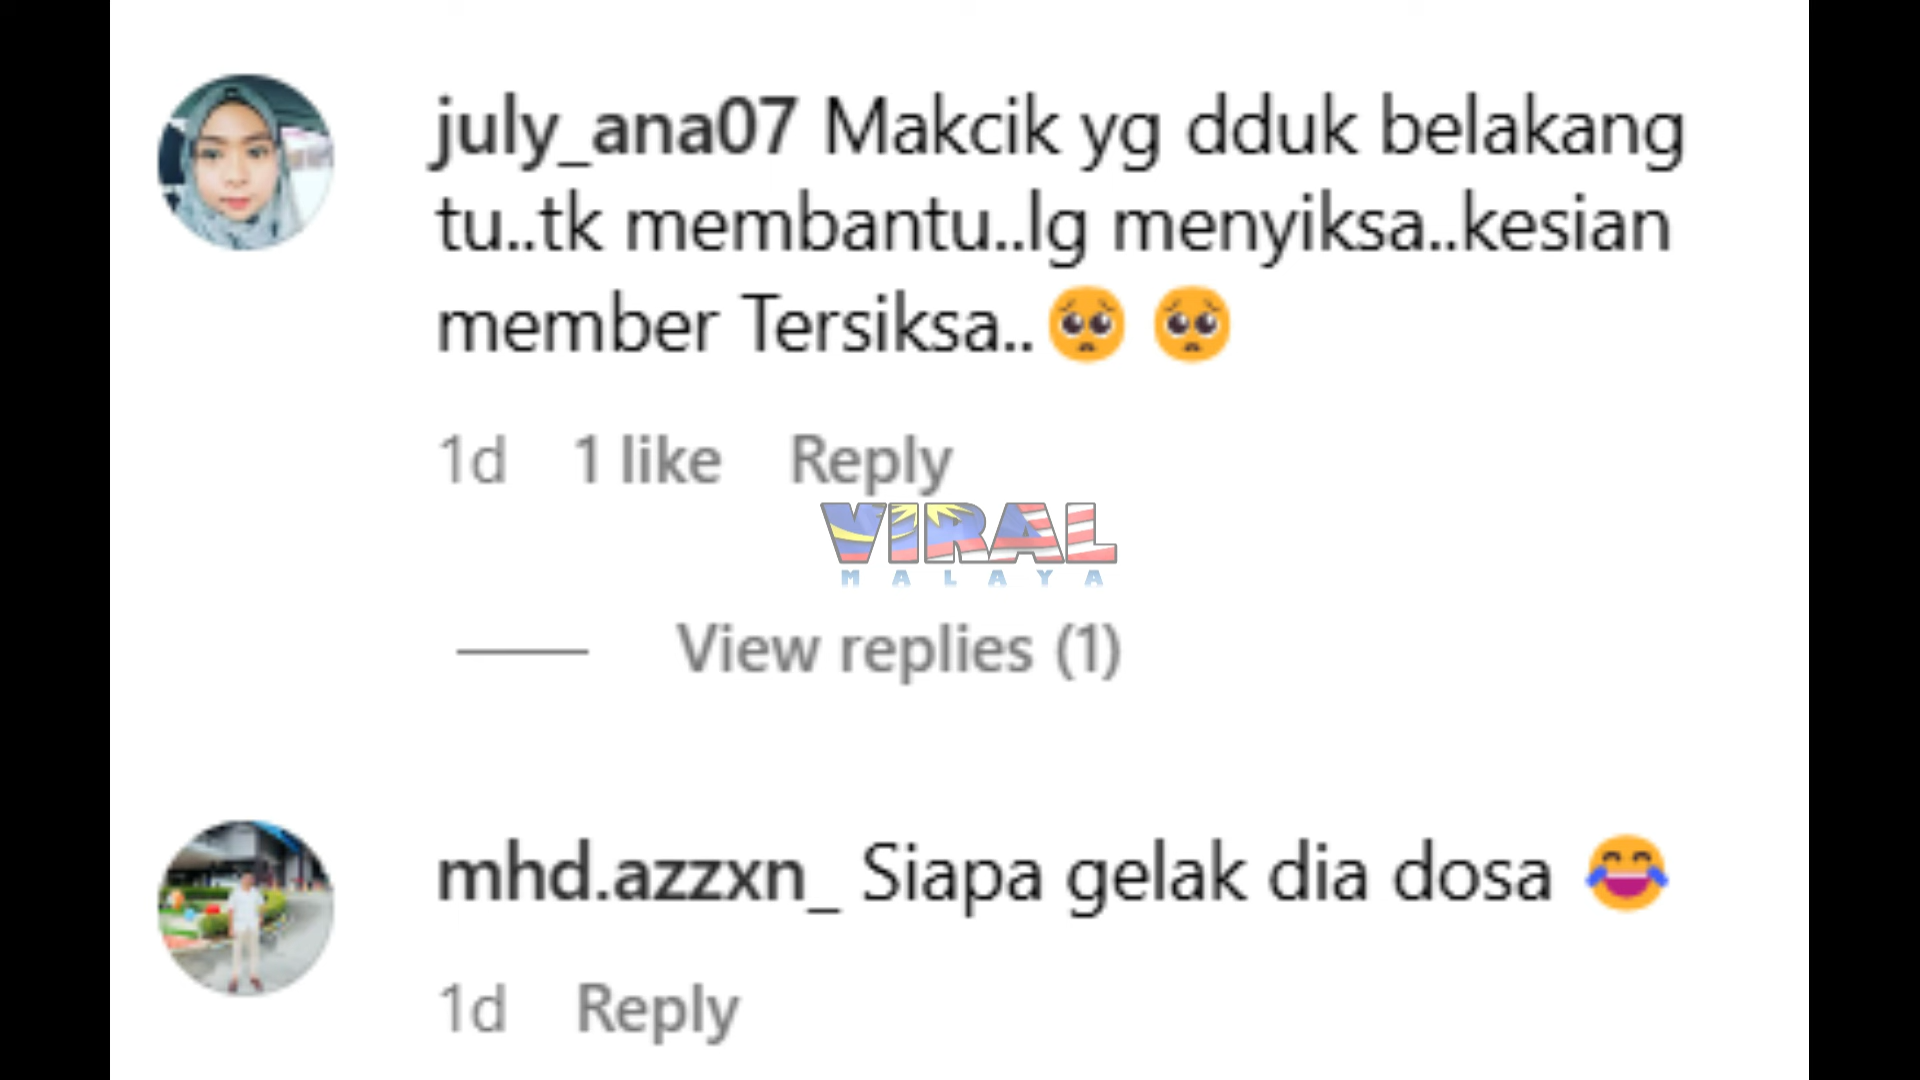 july_ana07 Makcik yg dduk belakang
tu..tk membantu..lg menyiksa..kesian
member Tersiksa..🥺 🥺
1d 1 like Reply
VIRAL
MALAYA
View replies (1)
mhd.azzxn_ Siapa gelak dia dosa 😂
1d Reply